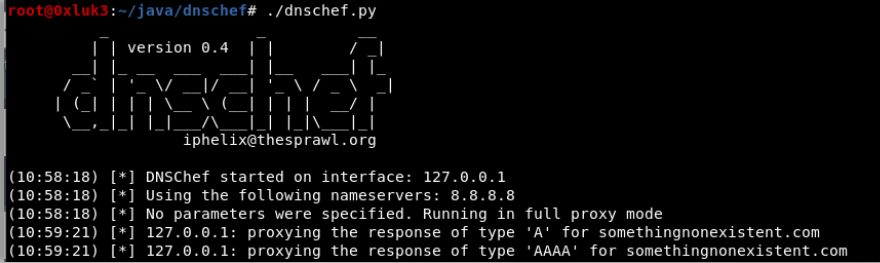 root@0xluk3:~/java/dnschef# ./dnschef.py
version 0.4
dnschef
iphelix@thesprawl.org
(10:58:18) [*] DNSChef started on interface: 127.0.0.1
(10:58:18) [*] Using the following nameservers: 8.8.8.8
(10:58:18) [*] No parameters were specified. Running in full proxy mode
(10:59:21) [*] 127.0.0.1: proxying the response of type 'A' for somethingnonexistent.com
(10:59:21) [*] 127.0.0.1: proxying the response of type 'AAAA' for somethingnonexistent.com